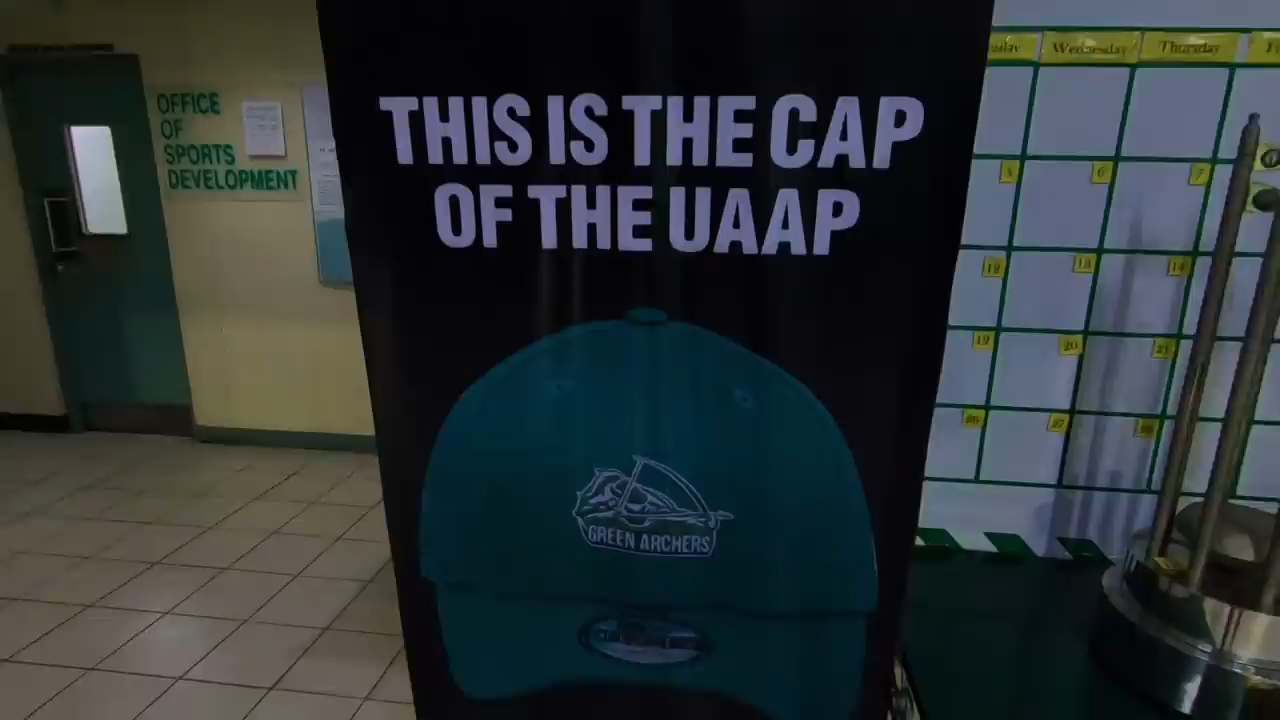 OFFICE
OF
SPORTS
DEVELOPMENT
THIS IS THE CAP
OF THE UAAP
GREEN ARCHERS
Wednesday
Thursday
5 6 7
12 13 14
19 20 21
26 27 28